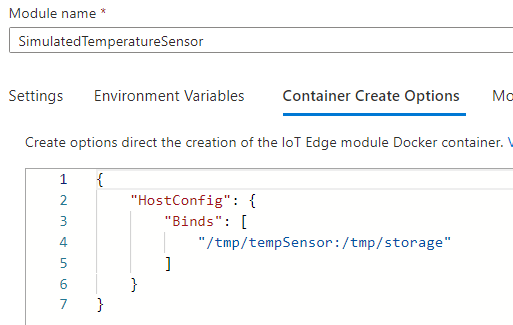 Module name *
SimulatedTemperatureSensor
Settings Environment Variables Container Create Options Mo
Create options direct the creation of the IoT Edge module Docker container. V
1 {
2 "HostConfig": {
3 "Binds": [
4 "/tmp/tempSensor:/tmp/storage"
5 ]
6 }
7 }